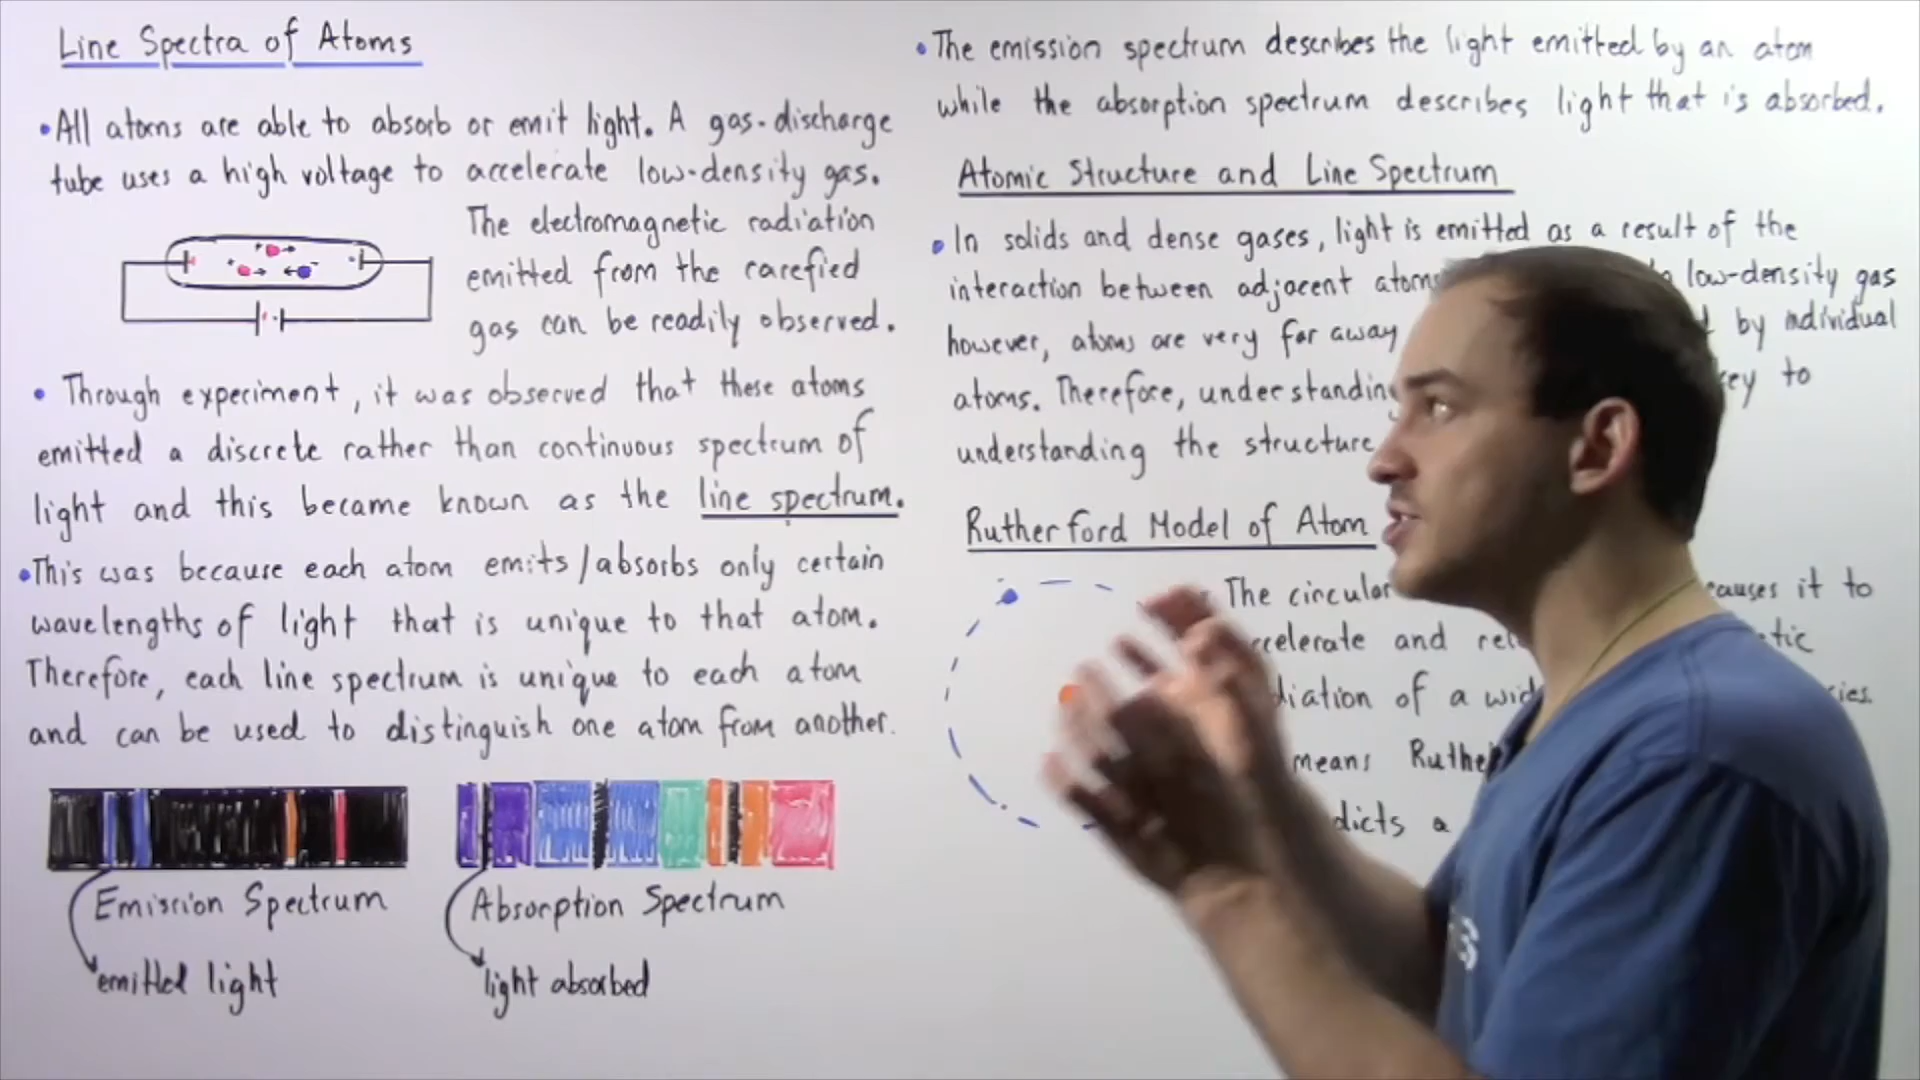 Line Spectra of Atoms
•All atoms are able to absorb or emit light. A gas-discharge
tube uses a high voltage to accelerate low-density gas.
The electromagnetic radiation
emitted from the rarefied
gas can be readily observed.
• Through experiment, it was observed that these atoms
emitted a discrete rather than continuous spectrum of
light and this became known as the line spectrum.
•This was because each atom emits/absorbs only certain
wavelengths of light that is unique to that atom.
Therefore, each line spectrum is unique to each atom
and can be used to distinguish one atom from another.
Emission Spectrum
emitted light
Absorption Spectrum
light absorbed
•The emission spectrum describes the light emitted by an atom
while the absorption spectrum describes light that is absorbed.
Atomic Structure and Line Spectrum
• In solids and dense gases, light is emitted as a result of the
interaction between adjacent atoms low-density gas
however, atoms are very far away by individual
atoms. Therefore, understanding key to
understanding the structure
Rutherford Model of Atom
The circular causes it to
accelerate and
radiation of a
means